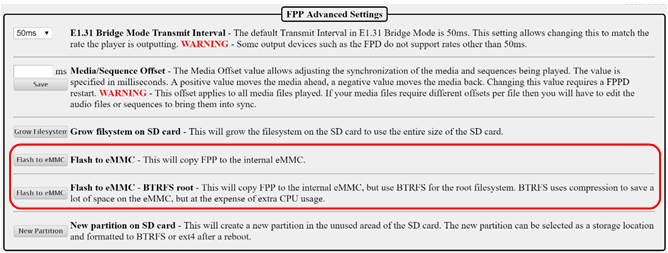 FPP Advanced Settings
50ms E1.31 Bridge Mode Transmit Interval - The default Transmit Interval in E1.31 Bridge Mode is 50ms. This setting allows changing this to match the
rate the player is outputting. WARNING - Some output devices such as the FPD do not support rates other than 50ms.
ms Media/Sequence Offset - The Media Offset value allows adjusting the synchronization of the media and sequences being played. The value is
Save specified in milliseconds. A positive value moves the media ahead, a negative value moves the media back. Changing this value requires a FPPD
restart. WARNING - This offset applies to all media files played. If your media files require different offsets per file then you will have to edit the
audio files or sequences to bring them into sync.
Grow Filesystem Grow filsystem on SD card - This will grow the filesystem on the SD card to use the entire size of the SD card.
Flash to eMMC Flash to eMMC - This will copy FPP to the internal eMMC.
Flash to eMMC Flash to eMMC - BTRFS root - This will copy FPP to the internal eMMC, but use BTRFS for the root filesystem. BTRFS uses compression to save a
lot of space on the eMMC, but at the expense of extra CPU usage.
New Partition New partition on SD card - This will create a new partition in the unused aread of the SD card. The new partition can be selected as a storage location
and formatted to BTRFS or ext4 after a reboot.